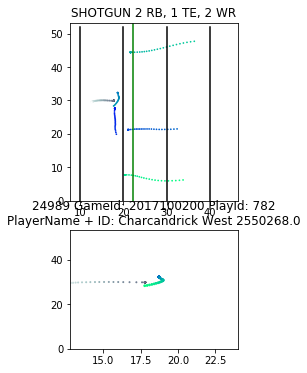 SHOTGUN 2 RB, 1 TE, 2 WR
50
40
30
20
10
0
10 20 30 40
24989 GameId: 2017100200 PlayId: 782
PlayerName + ID: Charcandrick West 2550268.0
40
20
0
15.0 17.5 20.0 22.5